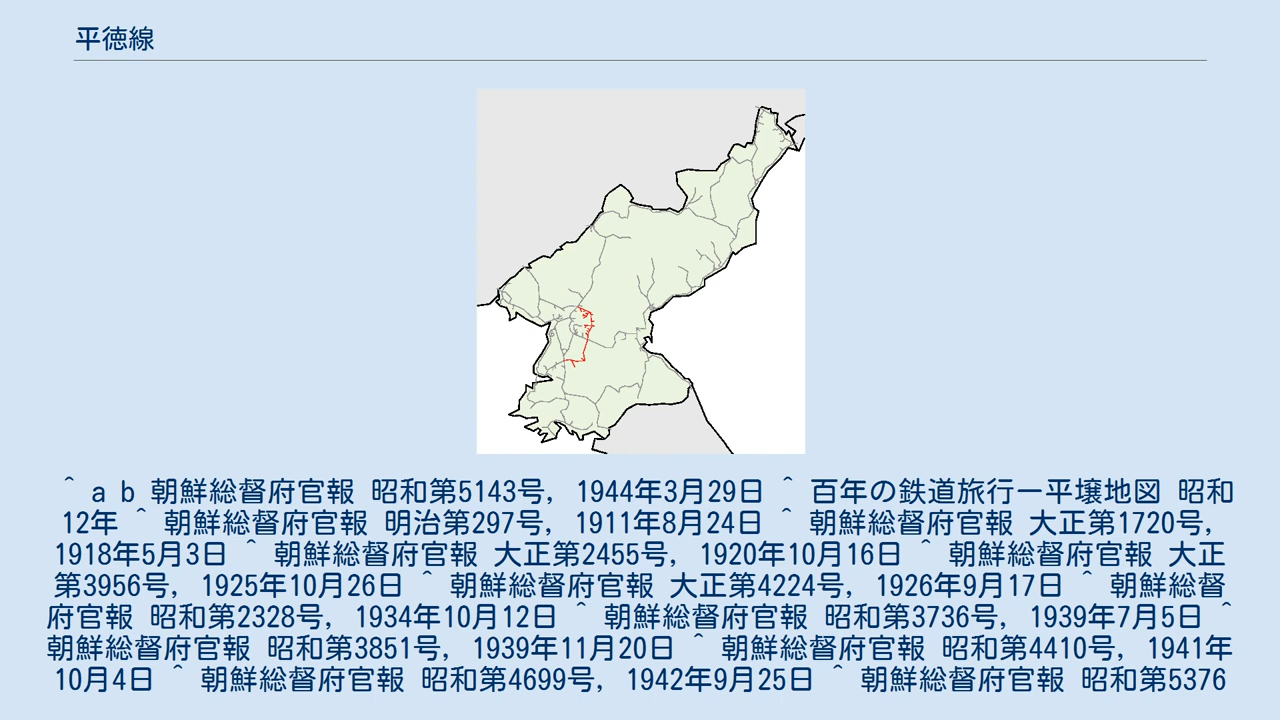 平徳線
^ a b 朝鮮総督府官報 昭和第5143号, 1944年3月29日 ^ 百年の鉄道旅行ー平壌地図 昭和
12年 ^ 朝鮮総督府官報 明治第297号, 1911年8月24日 ^ 朝鮮総督府官報 大正第1720号,
1918年5月3日 ^ 朝鮮総督府官報 大正第2455号, 1920年10月16日 ^ 朝鮮総督府官報 大正
第3956号, 1925年10月26日 ^ 朝鮮総督府官報 大正第4224号, 1926年9月17日 ^ 朝鮮総督
府官報 昭和第2328号, 1934年10月12日 ^ 朝鮮総督府官報 昭和第3736号, 1939年7月5日 ^
朝鮮総督府官報 昭和第3851号, 1939年11月20日 ^ 朝鮮総督府官報 昭和第4410号, 1941年
10月4日 ^ 朝鮮総督府官報 昭和第4699号, 1942年9月25日 ^ 朝鮮総督府官報 昭和第5376